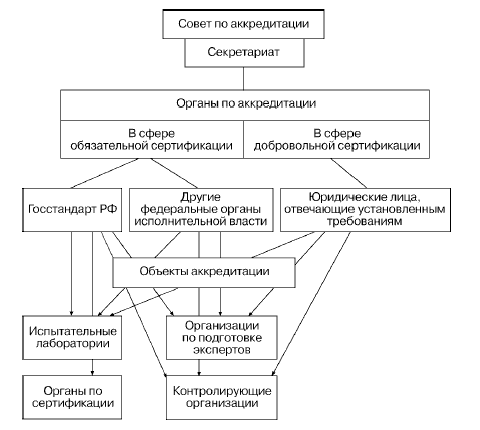 Совет по аккредитации
Секретариат
Органы по аккредитации
В сфере
обязательной сертификации
В сфере
добровольной сертификации
Госстандарт РФ
Другие
федеральные органы
исполнительной власти
Юридические лица,
отвечающие установленным
требованиям
Объекты аккредитации
Испытательные
лаборатории
Организации
по подготовке
экспертов
Органы по
сертификации
Контролирующие
организации